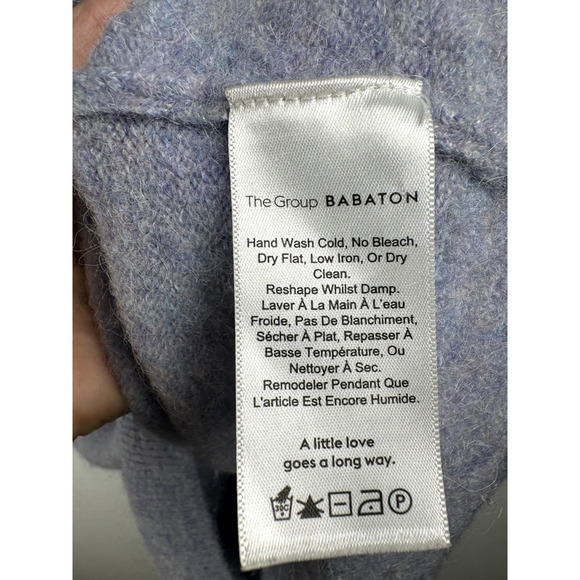 The Group BABATON
Hand Wash Cold, No Bleach,
Dry Flat, Low Iron, Or Dry
Clean.
Reshape Whilst Damp.
Laver À La Main À L'eau
Froide, Pas De Blanchiment,
Sécher À Plat, Repasser À
Basse Température, Ou
Nettoyer À Sec.
Remodeler Pendant Que
L'article Est Encore Humide.
A little love
goes a long way.
30C P